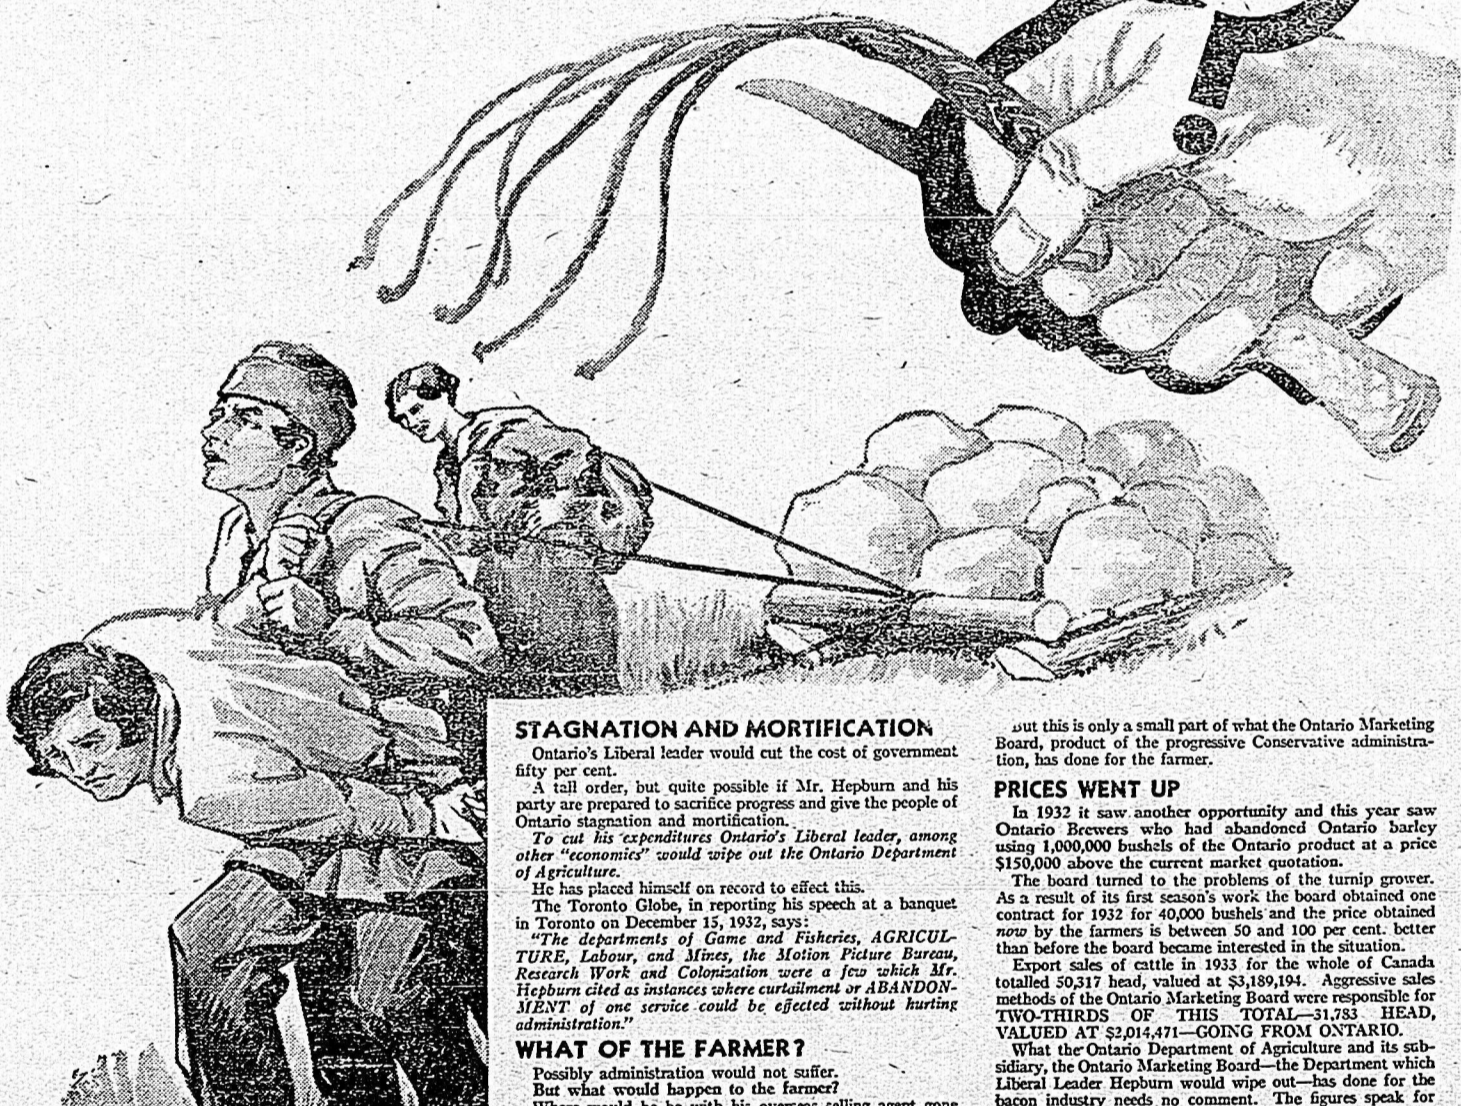 ?
STAGNATION AND MORTIFICATION
Ontario's Liberal leader would cut the cost of government
fifty per cent.
A tall order, but quite possible if Mr. Hepburn and his
party are prepared to sacrifice progress and give the people of
Ontario stagnation and mortification.
To cut his expenditures Ontario's Liberal leader, among
other "economics" would wipe out the Ontario Department
of Agriculture.
He has placed himself on record to effect this.
The Toronto Globe, in reporting his speech at a banquet
in Toronto on December 15, 1932, says:
"The departments of Game and Fisheries, AGRICUL-
TURE, Labour, and Mines, the Motion Picture Bureau,
Research Work and Colonization were a few which Mr.
Hepburn cited as instances where curtailment or ABANDON-
MENT of one service could be effected without hurting
administration."
WHAT OF THE FARMER?
Possibly administration would not suffer.
But what would happen to the farmer?
Where would he be with his overseas selling agent gone
But this is only a small part of what the Ontario Marketing
Board, product of the progressive Conservative administra-
tion, has done for the farmer.
PRICES WENT UP
In 1932 it saw another opportunity and this year saw
Ontario Brewers who had abandoned Ontario barley
using 1,000,000 bushels of the Ontario product at a price
$150,000 above the current market quotation.
The board turned to the problems of the turnip grower.
As a result of its first season's work the board obtained one
contract for 1932 for 40,000 bushels and the price obtained
now by the farmers is between 50 and 100 per cent. better
than before the board became interested in the situation.
Export sales of cattle in 1933 for the whole of Canada
totalled 50,317 head, valued at $3,189,194. Aggressive sales
methods of the Ontario Marketing Board were responsible for
TWO-THIRDS OF THIS TOTAL—31,783 HEAD,
VALUED AT $2,014,471—GOING FROM ONTARIO.
What the Ontario Department of Agriculture and its sub-
sidiary, the Ontario Marketing Board—the Department which
Liberal Leader Hepburn would wipe out—has done for the
bacon industry needs no comment. The figures speak for